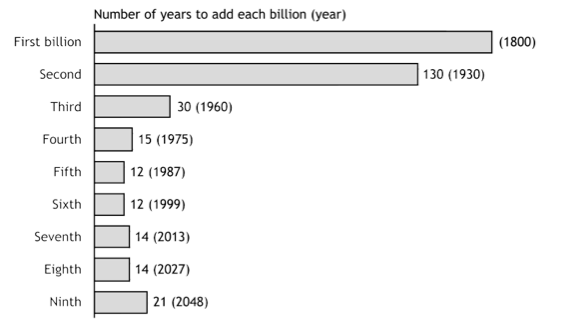 Number of years to add each billion (year)
First billion (1800)
Second 130 (1930)
Third 30 (1960)
Fourth 15 (1975)
Fifth 12 (1987)
Sixth 12 (1999)
Seventh 14 (2013)
Eighth 14 (2027)
Ninth 21 (2048)